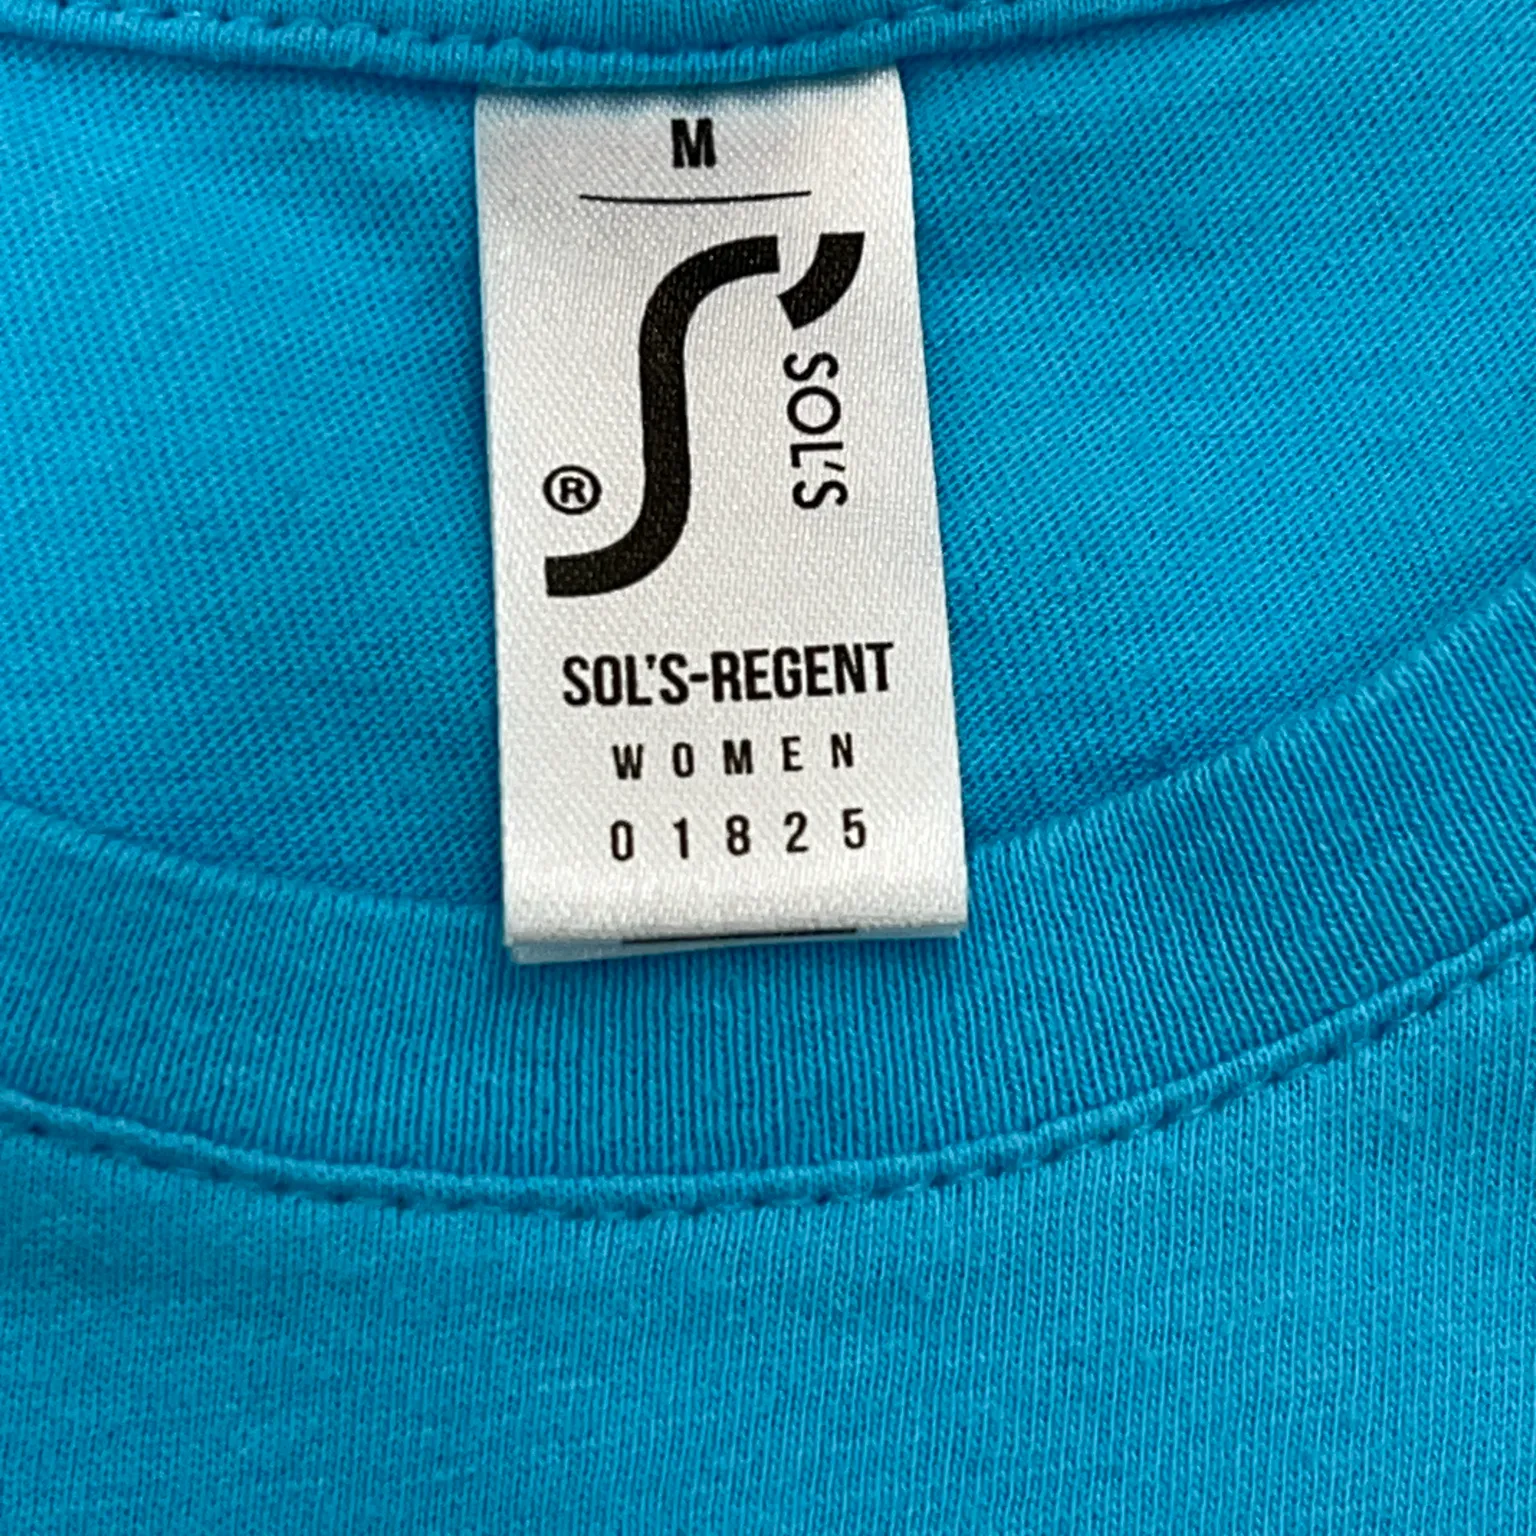 M
SOL'S
®
SOL'S-REGENT
WOMEN
01825